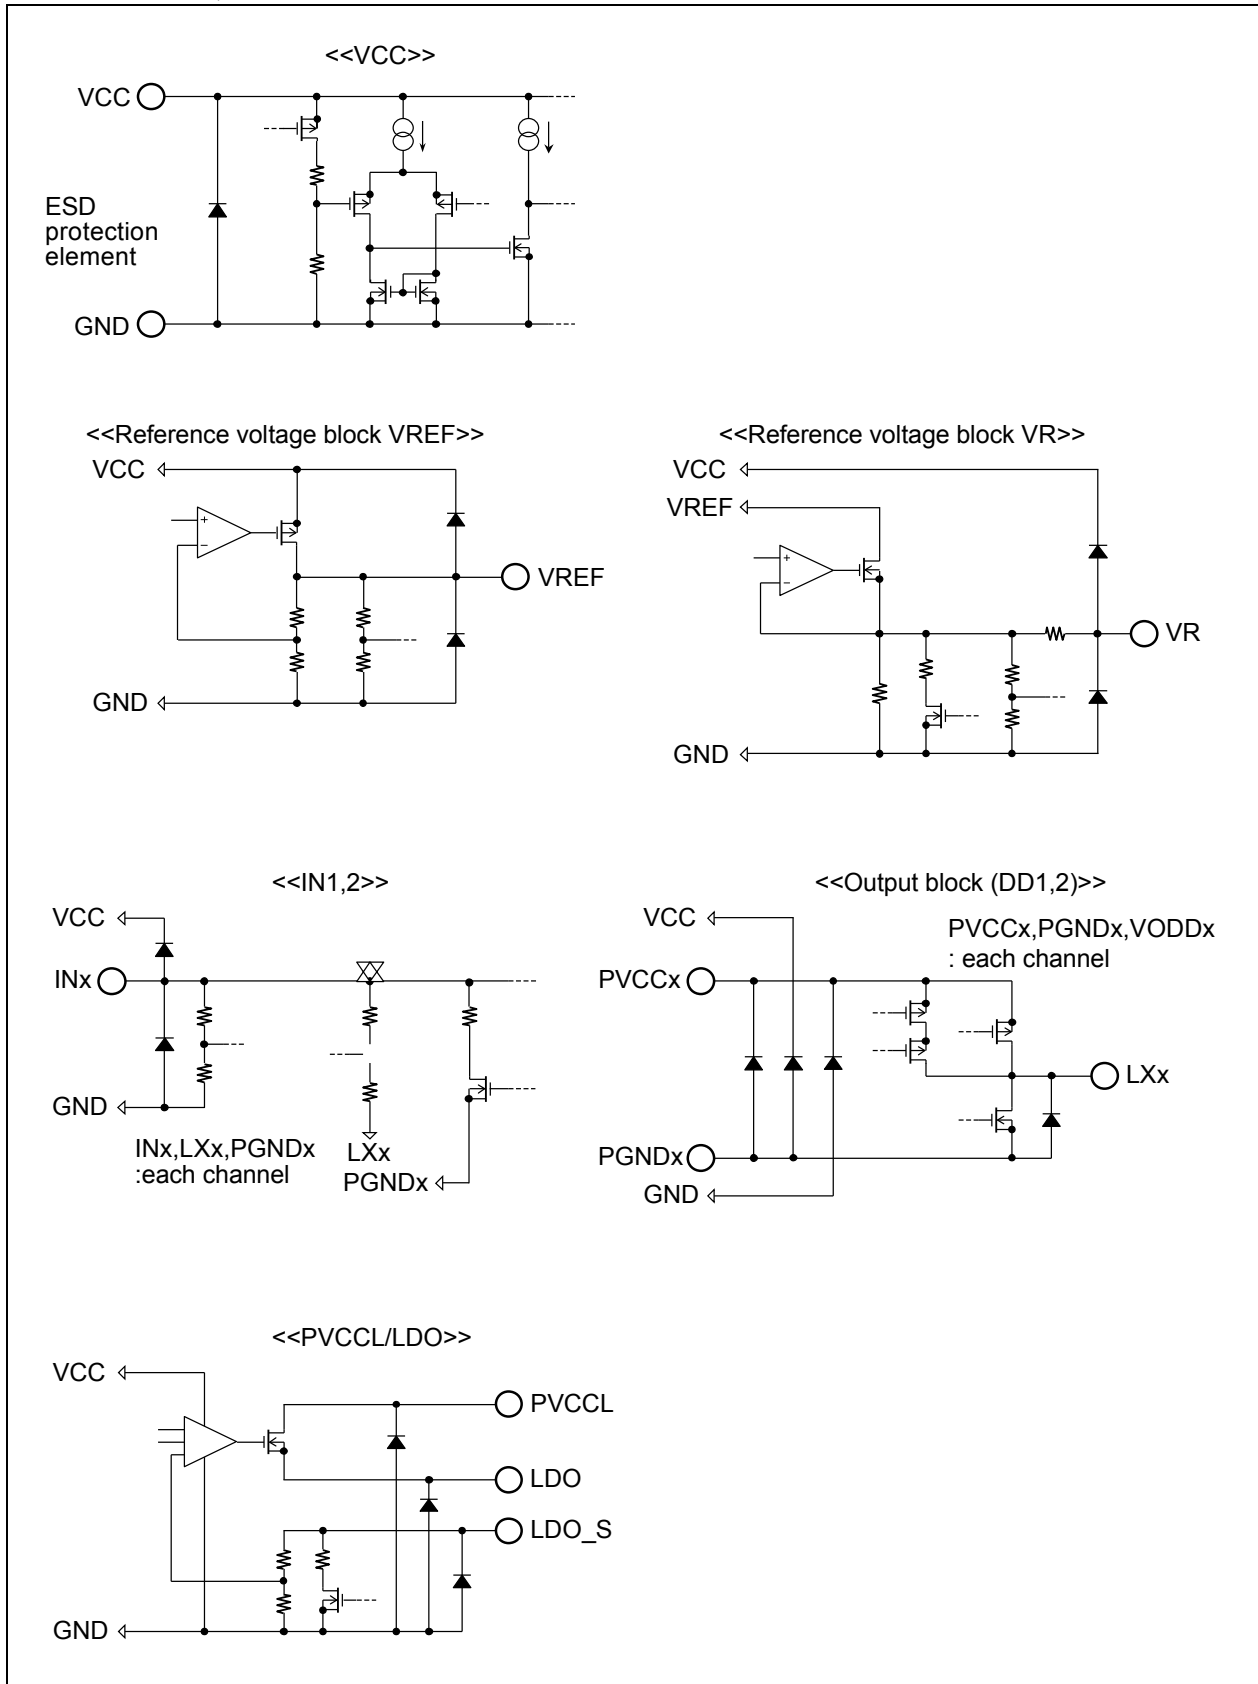 <<VCC>>
VCC
ESD
protection
element
GND
<<Reference voltage block VREF>>
VCC
+
−
VREF
GND
<<Reference voltage block VR>>
VCC
VREF
+
−
VR
GND
<<IN1,2>>
VCC
INx
GND
INx,LXx,PGNDx
:each channel
LXx
PGNDx
<<Output block (DD1,2)>>
VCC
PVCCx,PGNDx,VODDx
: each channel
PVCCx
LXx
PGNDx
GND
<<PVCCL/LDO>>
VCC
PVCCL
LDO
LDO_S
GND